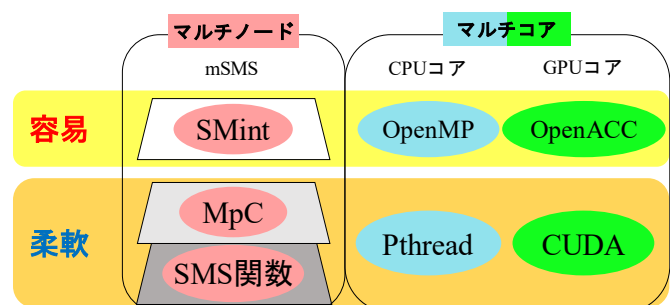 マルチノード
マルチコア
mSMS
CPUコア
GPUコア
容易
SMint
OpenMP
OpenACC
柔軟
MpC
Pthread
CUDA
SMS関数